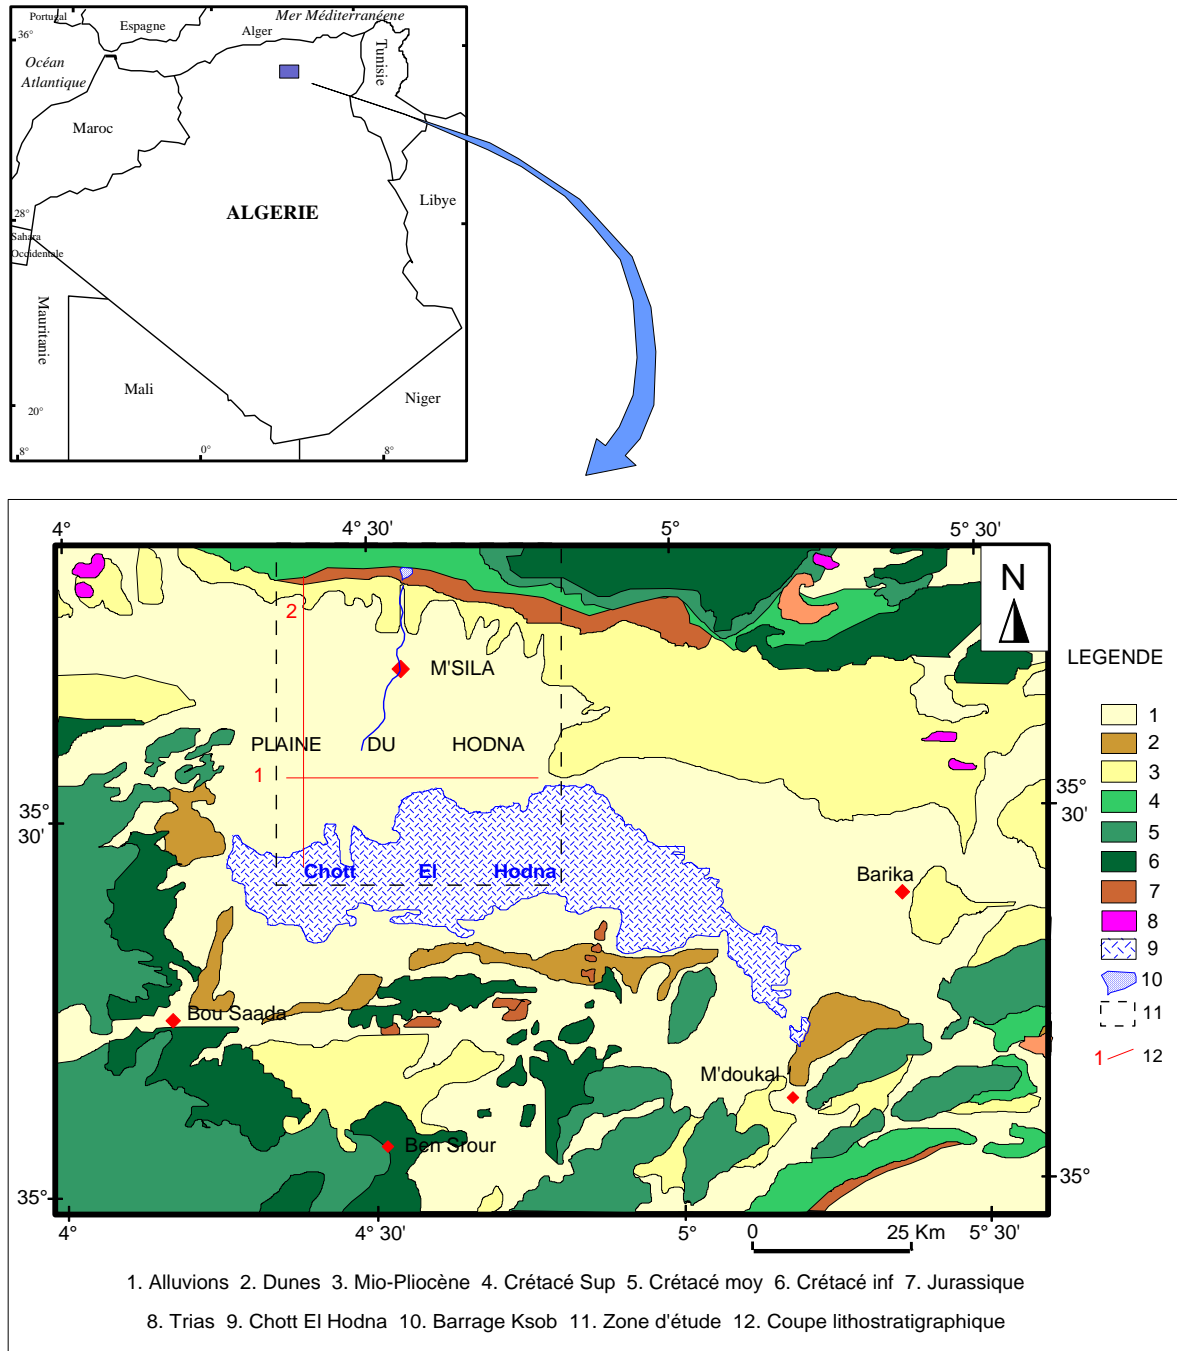 Portugal
Espagne
Mer Méditerranéene
Alger
36°
Océan
Atlantique
Tunisie
Maroc
ALGERIE
Libye
28°
Sahara
Occidentale
Mauritanie
Mali
Niger
20°
8°
0°
8°
4°
4° 30'
5°
5° 30'
N
2
M'SILA
LEGENDE
PLAINE DU HODNA
1
35°
30'
35°
30'
Chott El Hodna
Barika
Bou Saada
M'doukal
Ben Srour
1
2
3
4
5
6
7
8
9
10
11
1
12
35°
35°
4°
4° 30'
5°
5° 30'
0
25 Km
1. Alluvions 2. Dunes 3. Mio-Pliocène 4. Crétacé Sup 5. Crétacé moy 6. Crétacé inf 7. Jurassique
8. Trias 9. Chott El Hodna 10. Barrage Ksob 11. Zone d'étude 12. Coupe lithostratigraphique